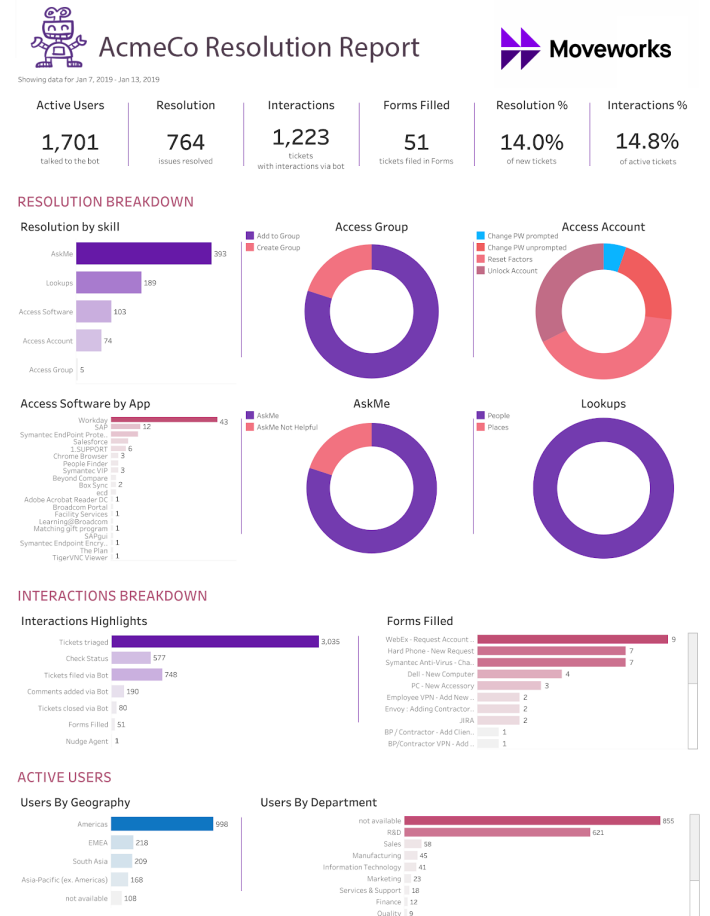 AcmeCo Resolution Report
Moveworks
Showing data for Jan 7, 2019 - Jan 13, 2019
Active Users
1,701
talked to the bot
Resolution
764
issues resolved
Interactions
1,223
tickets
with interactions via bot
Forms Filled
51
tickets filed in Forms
Resolution %
14.0%
of new tickets
Interactions %
14.8%
of active tickets
RESOLUTION BREAKDOWN
Resolution by skill
AskMe 393
Lookups 189
Access Software 103
Access Account 74
Access Group 5
Access Group
Add to Group
Create Group
Access Account
Change PW prompted
Change PW unprompted
Reset Factors
Unlock Account
Access Software by App
Workday 43
SAP 12
Symantec EndPoint Prote..
Salesforce
1.SUPPORT 6
Chrome Browser 3
People Finder
Symantec VIP 3
Beyond Compare
Box Sync 2
ecd
Adobe Acrobat Reader DC 1
Broadcom Portal
Facility Services 1
Learning@Broadcom
Matching gift program 1
SAPgui
Symantec Endpoint Encry.. 1
The Plan
TigerVNC Viewer 1
AskMe
AskMe
AskMe Not Helpful
Lookups
People
Places
INTERACTIONS BREAKDOWN
Interactions Highlights
Tickets triaged 3,035
Check Status 577
Tickets filed via Bot 748
Comments added via Bot 190
Tickets closed via Bot 80
Forms Filled 51
Nudge Agent 1
Forms Filled
WebEx - Request Account .. 9
Hard Phone - New Request 7
Symantec Anti-Virus - Cha.. 7
Dell - New Computer 4
PC - New Accessory 3
Employee VPN - Add New .. 2
Envoy : Adding Contractor.. 2
JIRA 2
BP / Contractor - Add Clien.. 1
BP/Contractor VPN - Add .. 1
ACTIVE USERS
Users By Geography
Americas 998
EMEA 218
South Asia 209
Asia-Pacific (ex. Americas) 168
not available 108
Users By Department
not available 855
R&D 621
Sales 58
Manufacturing 45
Information Technology 41
Marketing 23
Services & Support 18
Finance 12
Quality 9